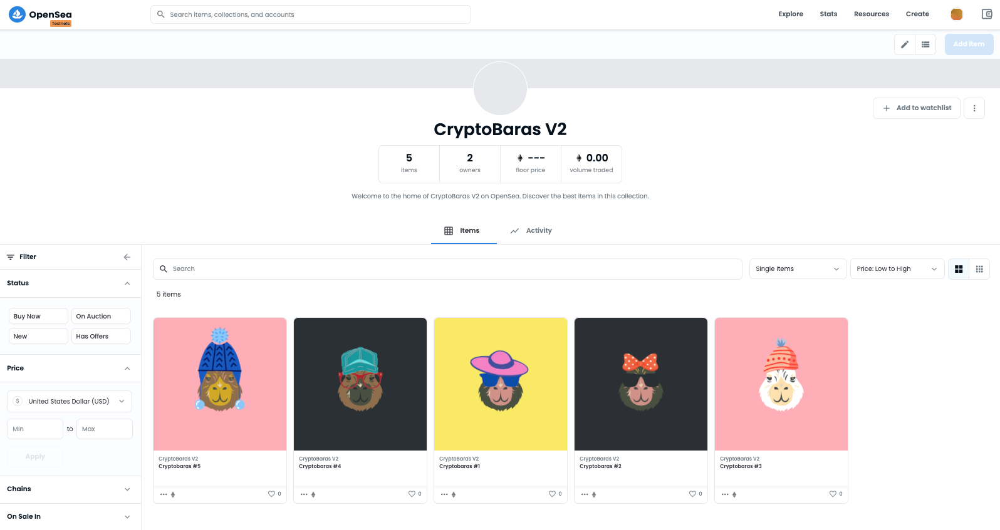 OpenSea
Testnets
Search items, collections, and accounts
Explore
Stats
Resources
Create
Add item
Add to watchlist
CryptoBaras V2
5
items
2
owners
---
floor price
0.00
volume traded
Welcome to the home of CryptoBaras V2 on OpenSea. Discover the best items in this collection.
Items
Activity
Filter
Status
Buy Now
On Auction
New
Has Offers
Price
$
United States Dollar (USD)
Min
to
Max
Apply
Chains
On Sale In
Search
Single Items
Price: Low to High
5 items
CryptoBaras V2
Cryptobaras #5
0
CryptoBaras V2
Cryptobaras #4
0
CryptoBaras V2
Cryptobaras #1
0
CryptoBaras V2
Cryptobaras #2
0
CryptoBaras V2
Cryptobaras #3
0